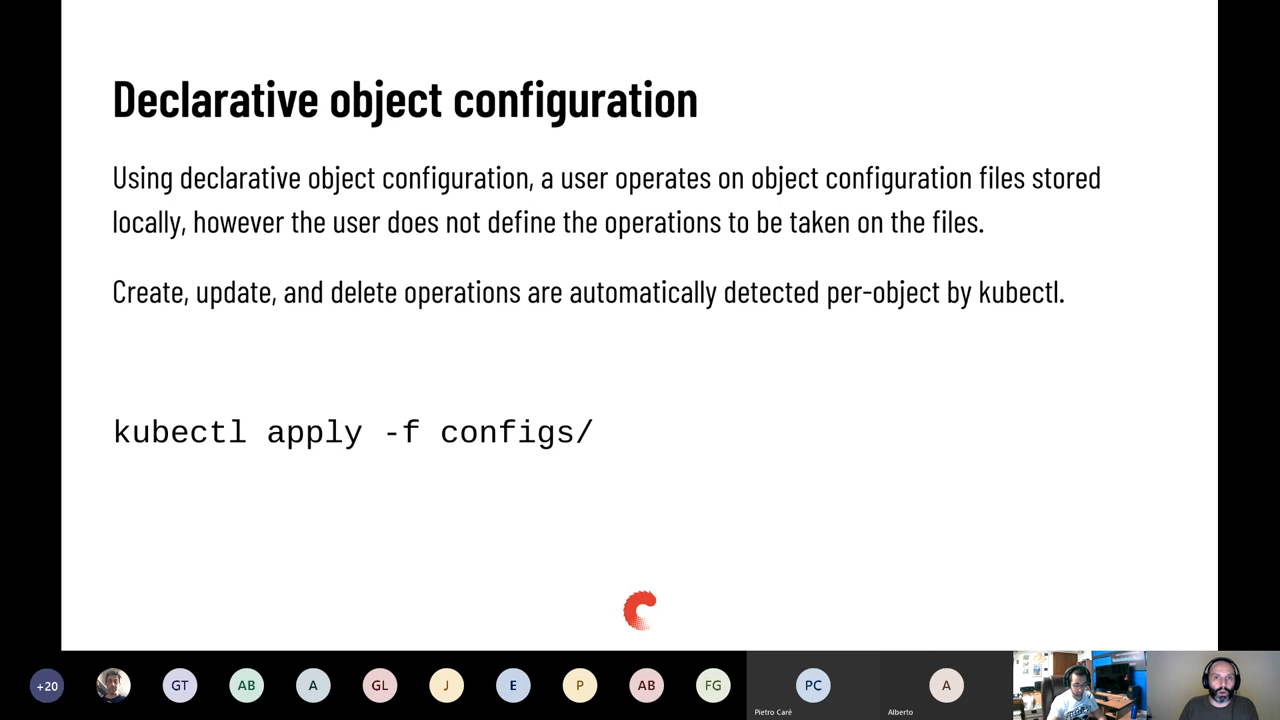 Declarative object configuration
Using declarative object configuration, a user operates on object configuration files stored
locally, however the user does not define the operations to be taken on the files.
Create, update, and delete operations are automatically detected per-object by kubectl.
kubectl apply -f configs/
+20
GT
AB
A
GL
J
E
P
AB
FG
PC
A
Pietro Carè
Alberto